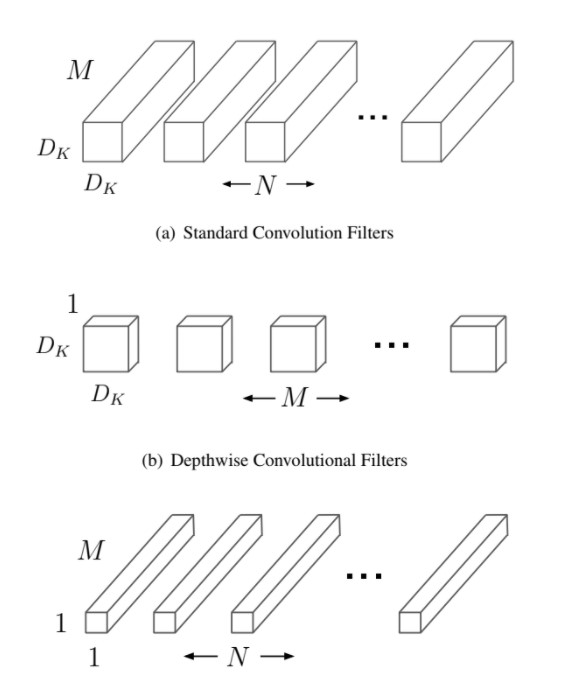 M
D_K
D_K
← N →
...
(a) Standard Convolution Filters
1
D_K
D_K
← M →
...
(b) Depthwise Convolutional Filters
M
1
1
← N →
...